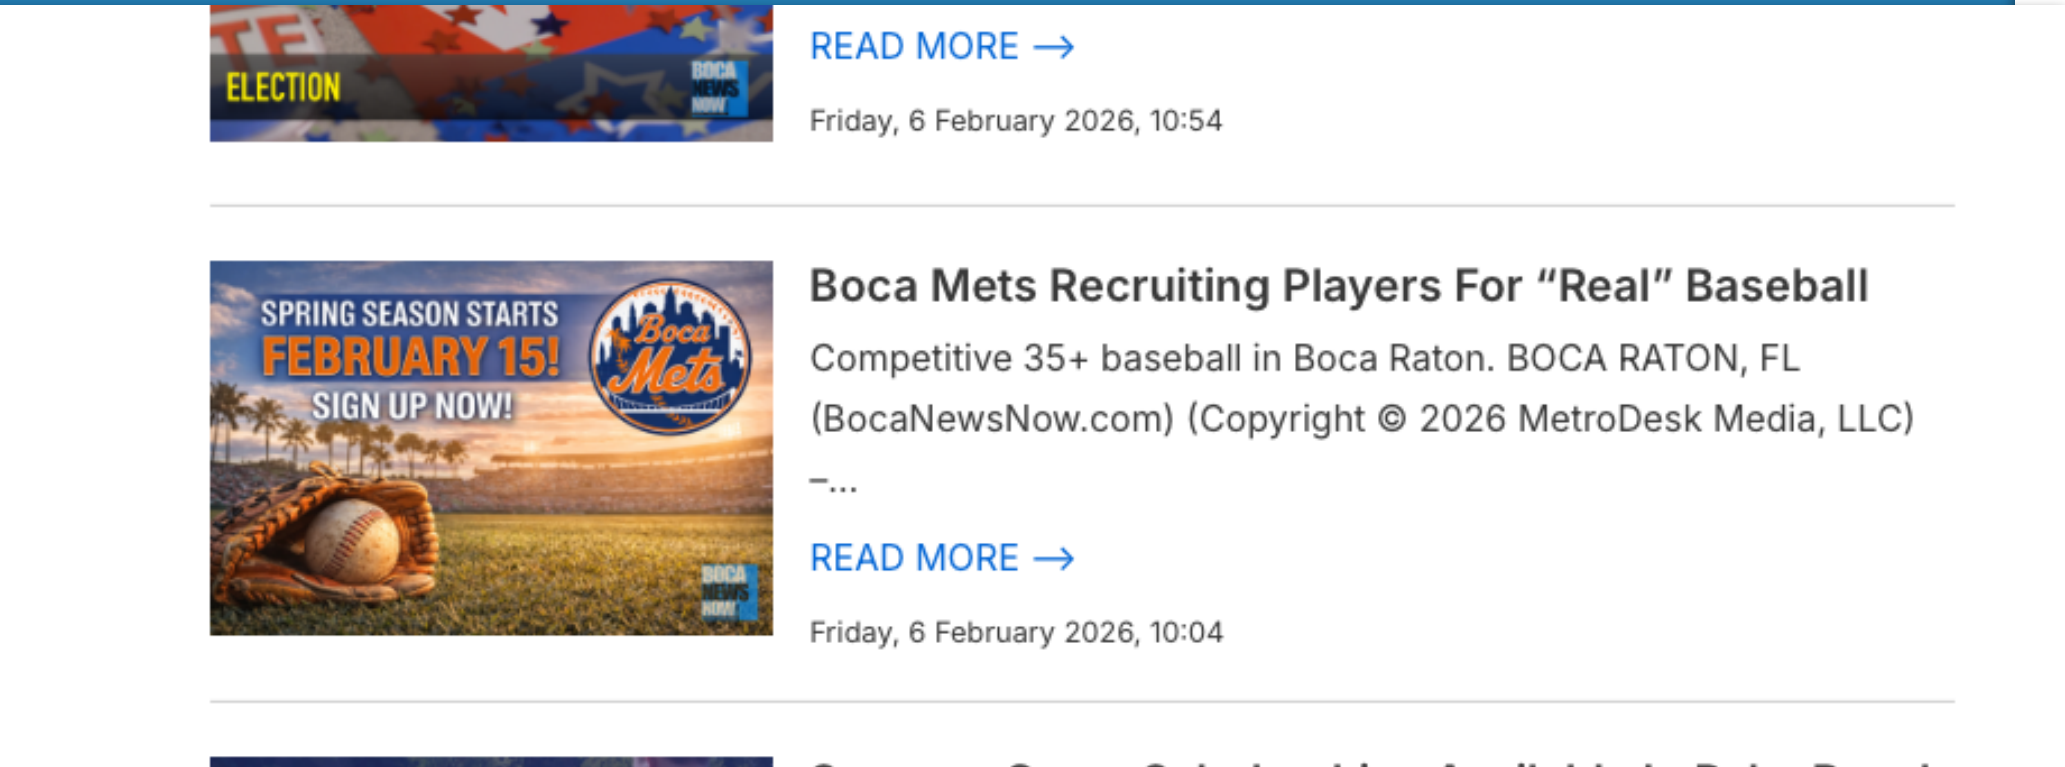 TE
ELECTION
BOCA
NEWS
NOW
READ MORE →
Friday, 6 February 2026, 10:54
SPRING SEASON STARTS
FEBRUARY 15!
SIGN UP NOW!
Boca
Mets
BOCA
NEWS
NOW
Boca Mets Recruiting Players For “Real” Baseball
Competitive 35+ baseball in Boca Raton. BOCA RATON, FL
(BocaNewsNow.com) (Copyright © 2026 MetroDesk Media, LLC)
–...
READ MORE →
Friday, 6 February 2026, 10:04